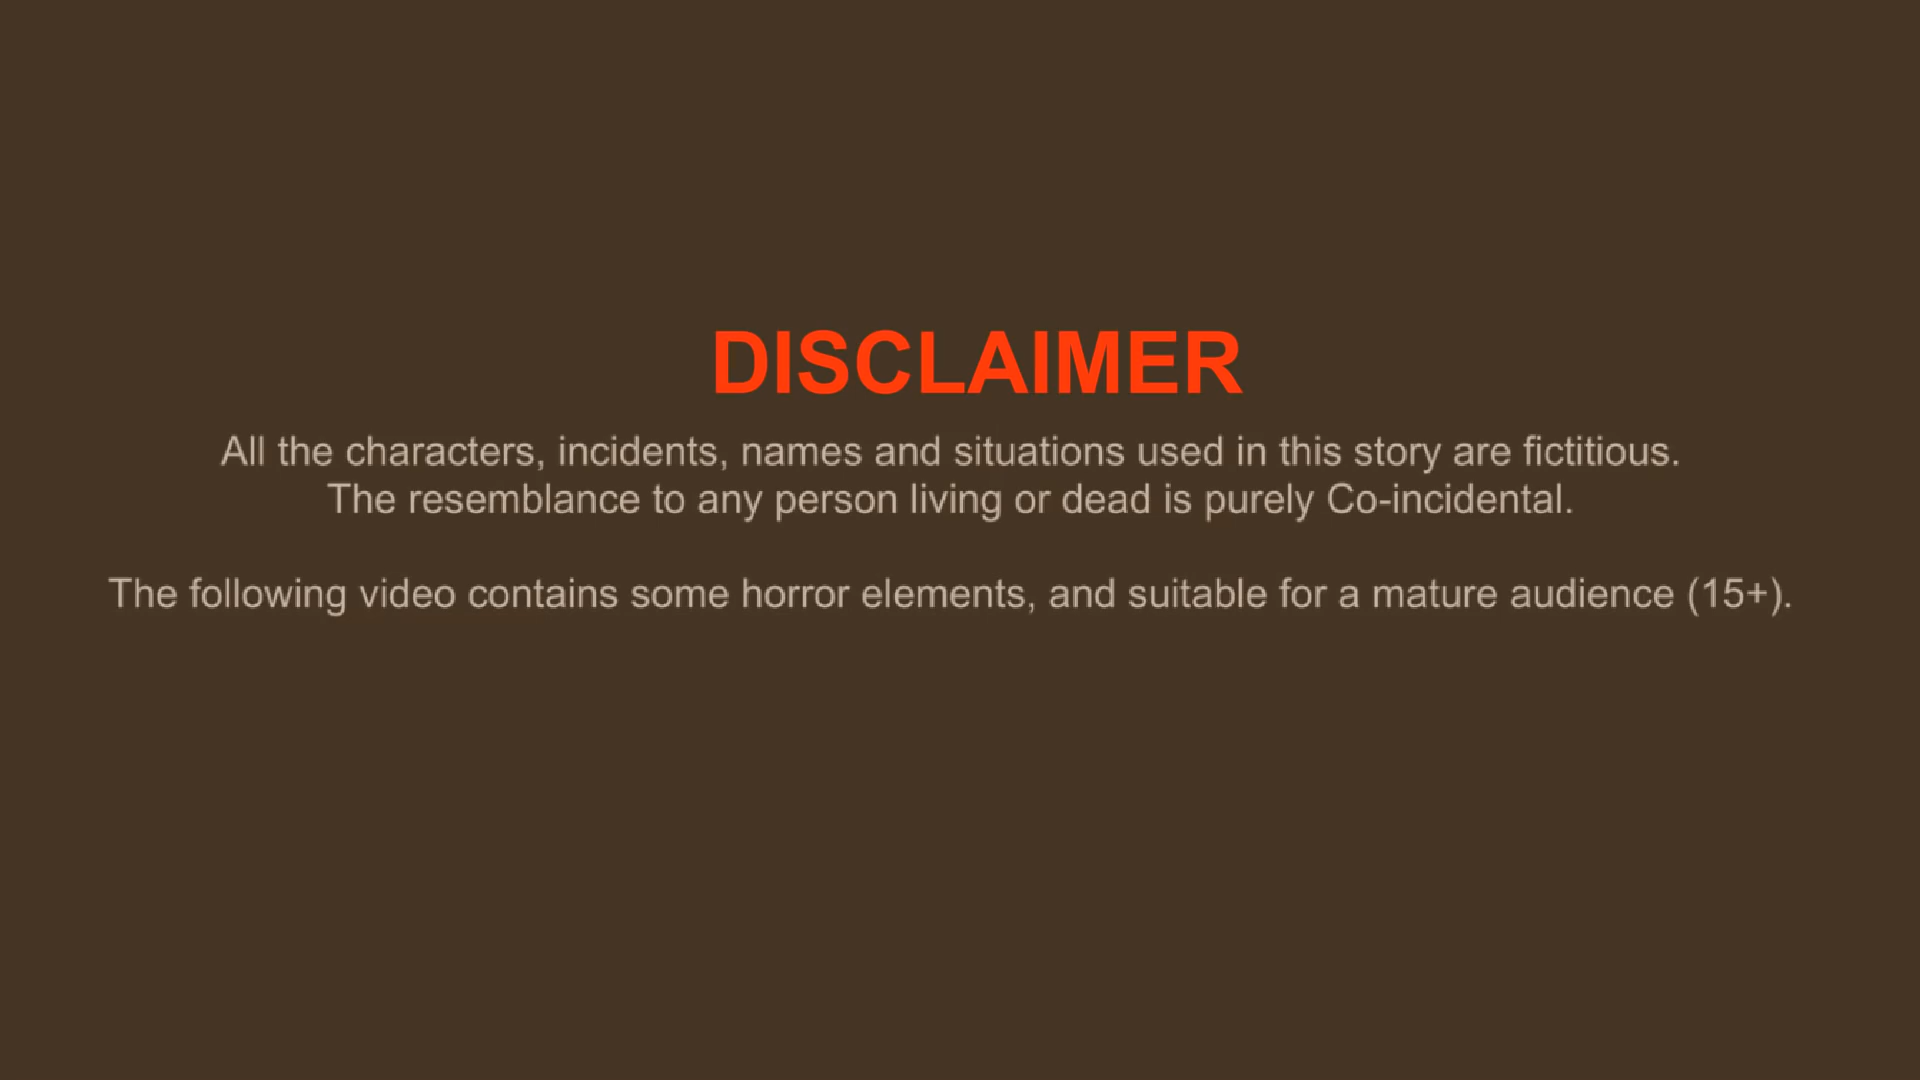 DISCLAIMER
All the characters, incidents, names and situations used in this story are fictitious.
The resemblance to any person living or dead is purely Co-incidental.
The following video contains some horror elements, and suitable for a mature audience (15+).